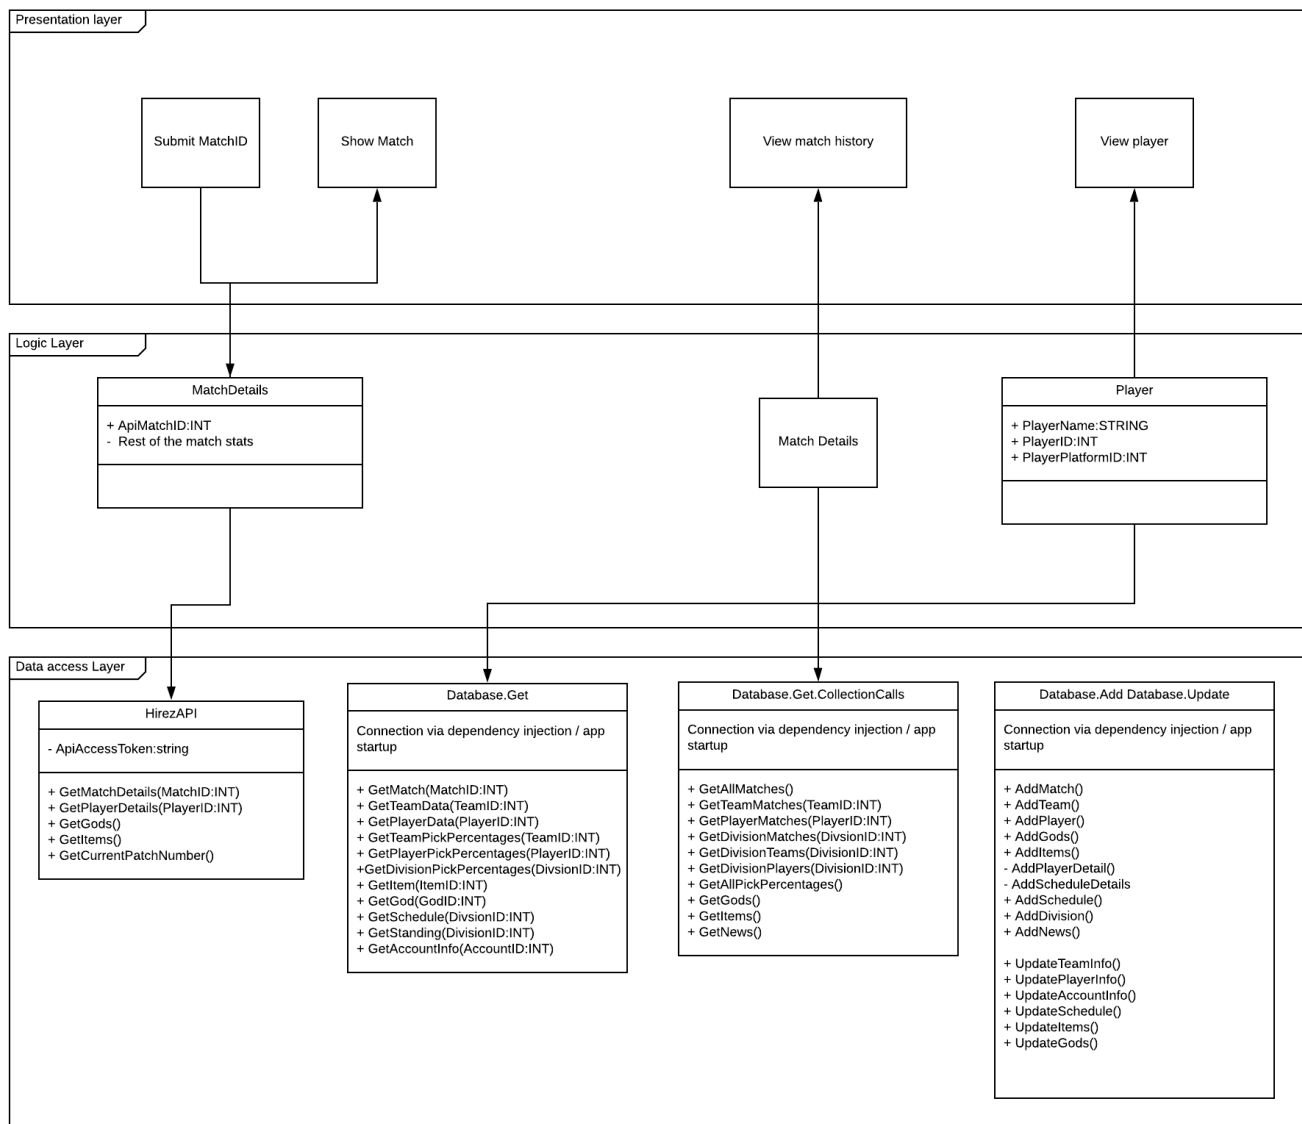 Presentation layer
Submit MatchID
Show Match
View match history
View player
Logic Layer
MatchDetails
+ ApiMatchID:INT
- Rest of the match stats
Match Details
Player
+ PlayerName:STRING
+ PlayerID:INT
+ PlayerPlatformID:INT
Data access Layer
HirezAPI
- ApiAccessToken:string
+ GetMatchDetails(MatchID:INT)
+ GetPlayerDetails(PlayerID:INT)
+ GetGods()
+ GetItems()
+ GetCurrentPatchNumber()
Database.Get
Connection via dependency injection / app
startup
+ GetMatch(MatchID:INT)
+ GetTeamData(TeamID:INT)
+ GetPlayerData(PlayerID:INT)
+ GetTeamPickPercentages(TeamID:INT)
+ GetPlayerPickPercentages(PlayerID:INT)
+GetDivisionPickPercentages(DivsionID:INT)
+ GetItem(ItemID:INT)
+ GetGod(GodID:INT)
+ GetSchedule(DivsionID:INT)
+ GetStanding(DivisionID:INT)
+ GetAccountInfo(AccountID:INT)
Database.Get.CollectionCalls
Connection via dependency injection / app
startup
+ GetAllMatches()
+ GetTeamMatches(TeamID:INT)
+ GetPlayerMatches(PlayerID:INT)
+ GetDivisionMatches(DivsionID:INT)
+ GetDivisionTeams(DivisionID:INT)
+ GetDivisionPlayers(DivisionID:INT)
+ GetAllPickPercentages()
+ GetGods()
+ GetItems()
+ GetNews()
Database.Add Database.Update
Connection via dependency injection / app
startup
+ AddMatch()
+ AddTeam()
+ AddPlayer()
+ AddGods()
+ AddItems()
- AddPlayerDetail()
- AddScheduleDetails
+ AddSchedule()
+ AddDivision()
+ AddNews()
+ UpdateTeamInfo()
+ UpdatePlayerInfo()
+ UpdateAccountInfo()
+ UpdateSchedule()
+ UpdateItems()
+ UpdateGods()